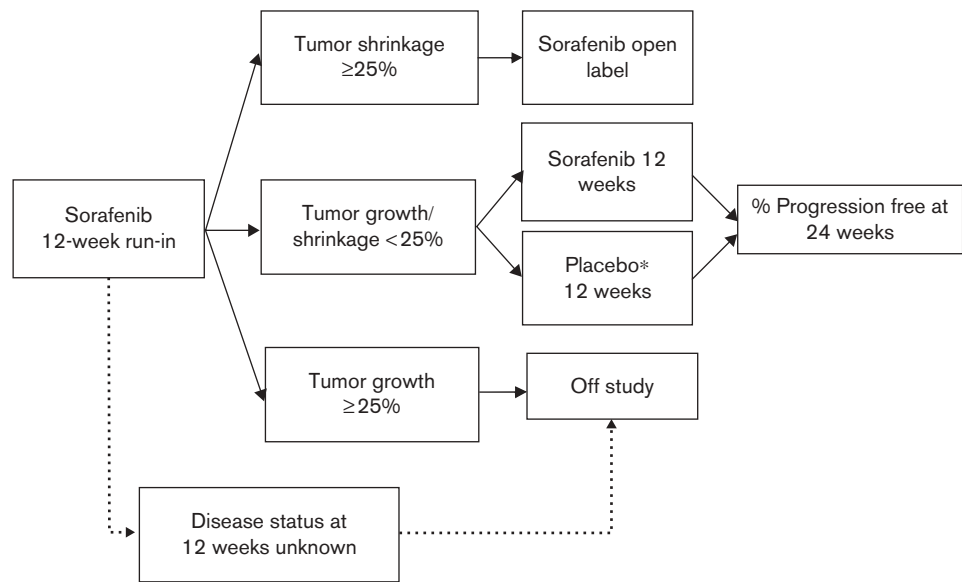 Tumor shrinkage
≥25%
Sorafenib open
label
Sorafenib 12
weeks
Sorafenib
12-week run-in
Tumor growth/
shrinkage <25%
% Progression free at
24 weeks
Placebo*
12 weeks
Tumor growth
≥25%
Off study
Disease status at
12 weeks unknown